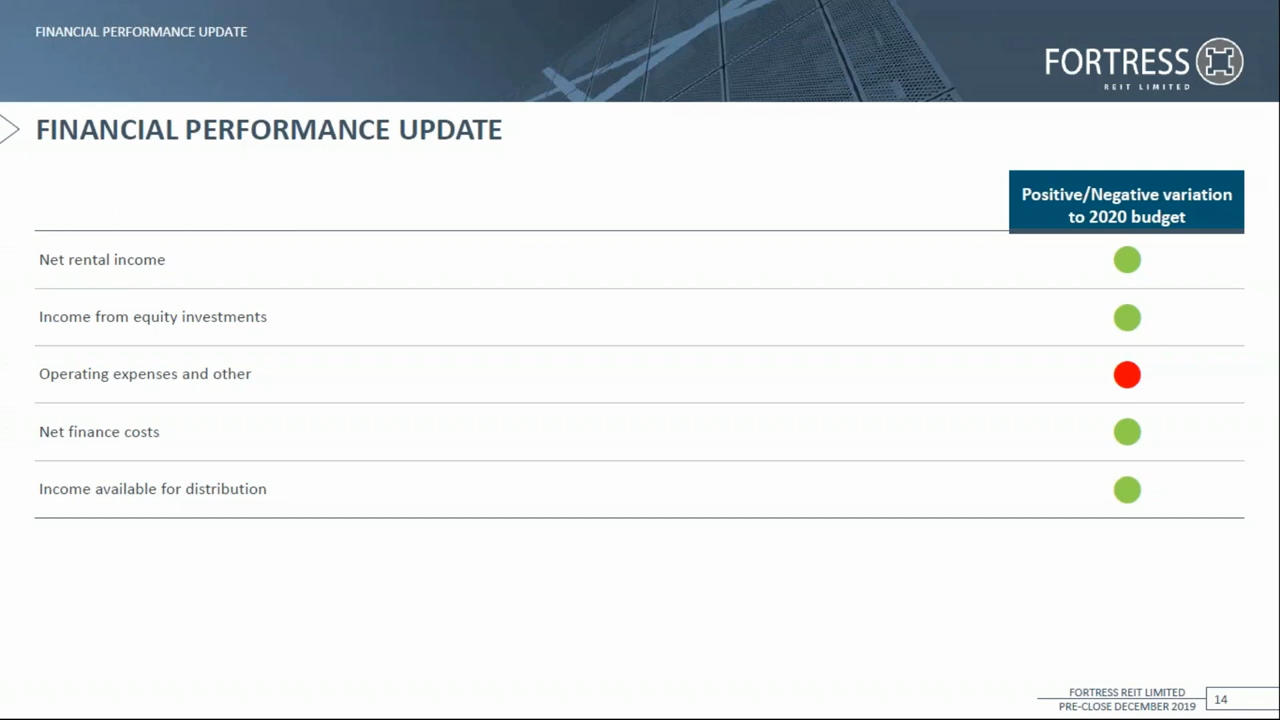 FINANCIAL PERFORMANCE UPDATE
FORTRESS
REIT LIMITED
FINANCIAL PERFORMANCE UPDATE
Positive/Negative variation
to 2020 budget
Net rental income
Income from equity investments
Operating expenses and other
Net finance costs
Income available for distribution
FORTRESS REIT LIMITED
PRE-CLOSE DECEMBER 2019
14